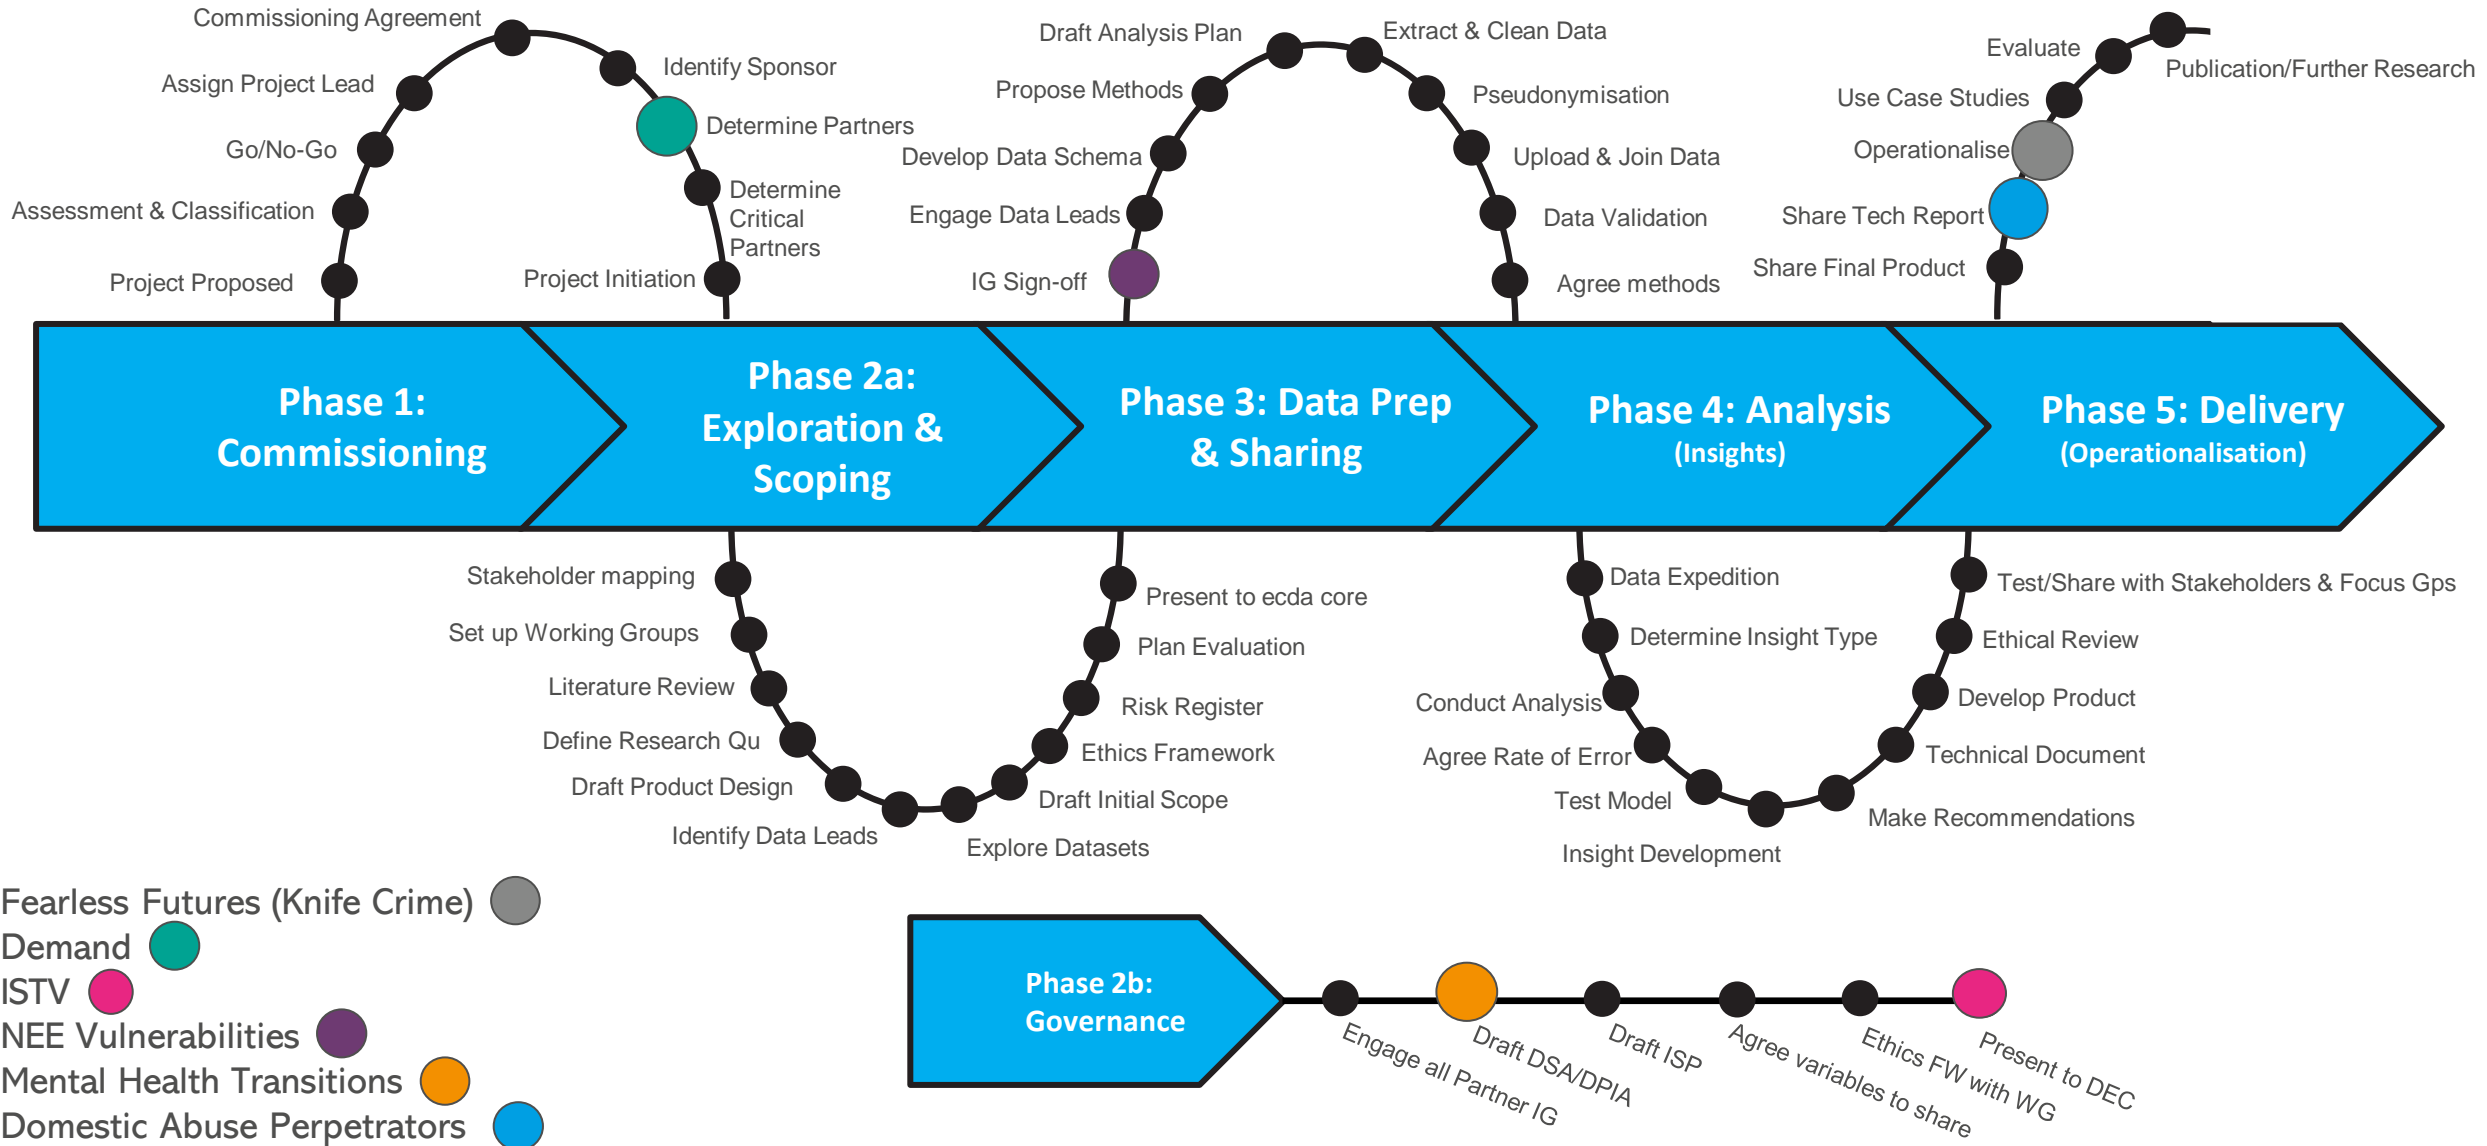 Commissioning Agreement
Assign Project Lead
Go/No-Go
Assessment & Classification
Project Proposed
Identify Sponsor
Determine Partners
Determine
Critical
Partners
Project Initiation
Draft Analysis Plan
Propose Methods
Develop Data Schema
Engage Data Leads
IG Sign-off
Extract & Clean Data
Pseudonymisation
Upload & Join Data
Data Validation
Agree methods
Evaluate
Publication/Further Research
Use Case Studies
Operationalise
Share Tech Report
Share Final Product
Phase 1:
Commissioning
Phase 2a:
Exploration &
Scoping
Phase 3: Data Prep
& Sharing
Phase 4: Analysis
(Insights)
Phase 5: Delivery
(Operationalisation)
Stakeholder mapping
Set up Working Groups
Literature Review
Define Research Qu
Draft Product Design
Identify Data Leads
Explore Datasets
Draft Initial Scope
Ethics Framework
Risk Register
Plan Evaluation
Present to ecda core
Data Expedition
Determine Insight Type
Conduct Analysis
Agree Rate of Error
Test Model
Insight Development
Make Recommendations
Technical Document
Develop Product
Ethical Review
Test/Share with Stakeholders & Focus Gps
Fearless Futures (Knife Crime)
Demand
ISTV
NEE Vulnerabilities
Mental Health Transitions
Domestic Abuse Perpetrators
Phase 2b:
Governance
Engage all Partner IG
Draft DSA/DPIA
Draft ISP
Agree variables to share
Ethics FW with WG
Present to DEC